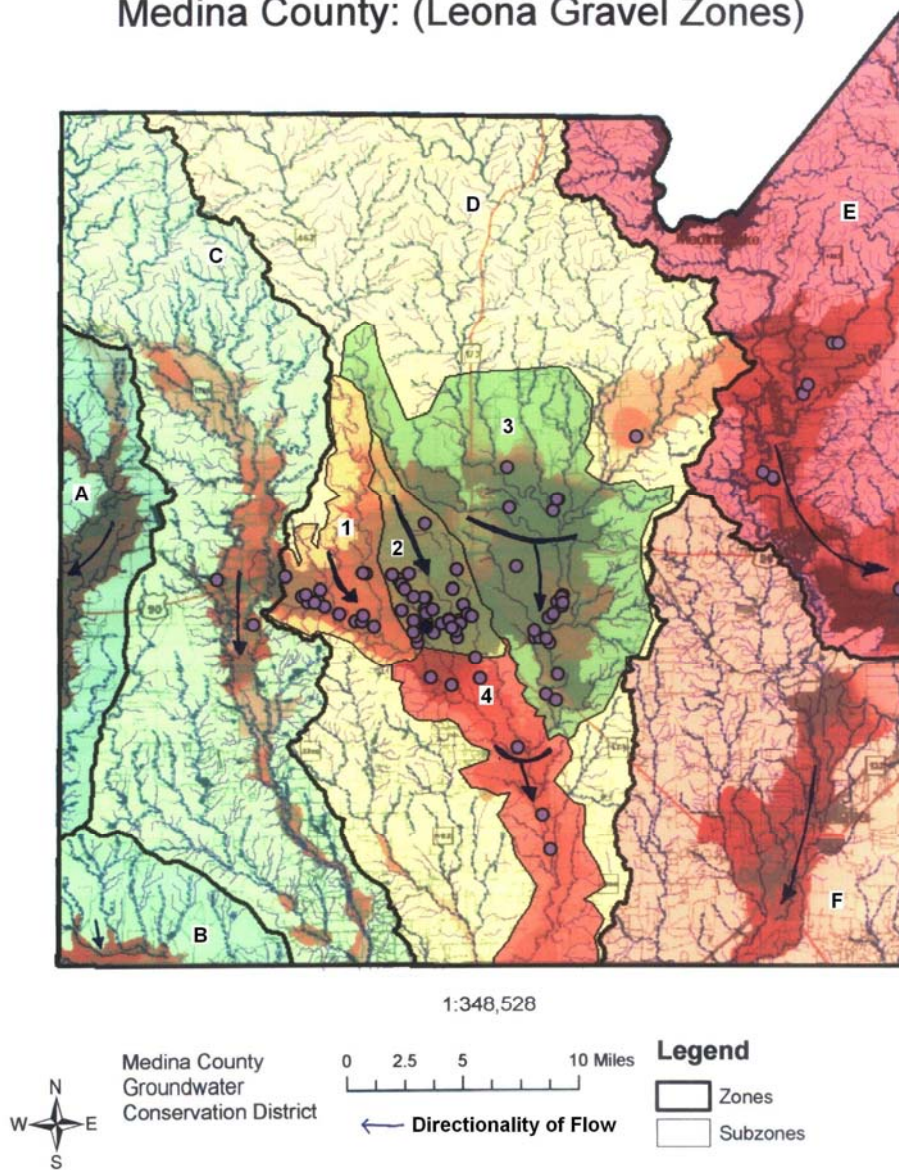 Medina County: (Leona Gravel Zones)
D
E
C
3
A
1
2
90
4
F
B
1:348,528
Medina County
Groundwater
Conservation District
0 2.5 5 10 Miles
Directionality of Flow
Legend
Zones
Subzones
N
W E
S